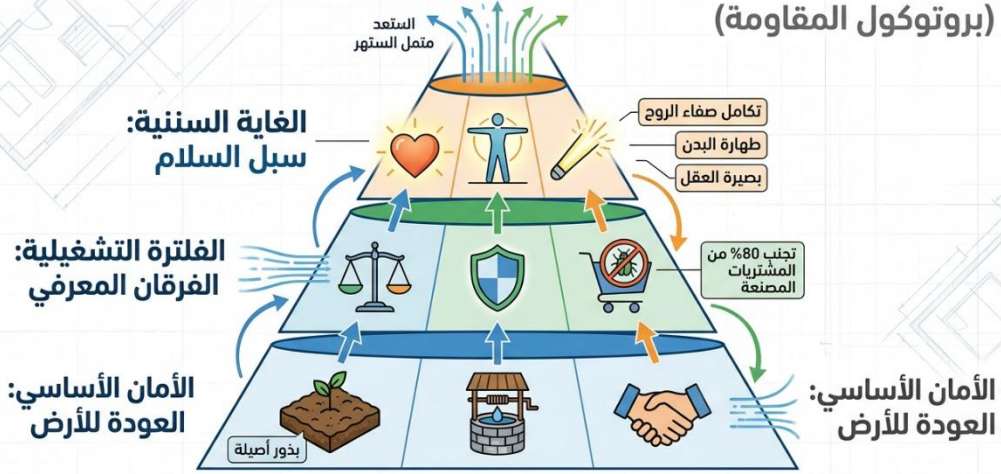 (بروتوكول المقاومة)
الستعد
متمل الستهر
الغاية السننية:
سبل السلام
تكامل صفاء الروح
طهارة البدن
بصيرة العقل
الفلترة التشغيلية:
الفرقان المعرفي
تجنب 80% من
المشتريات
المصنعة
الأمان الأساسي:
العودة للأرض
الأمان الأساسي:
العودة للأرض
بذور أصيلة